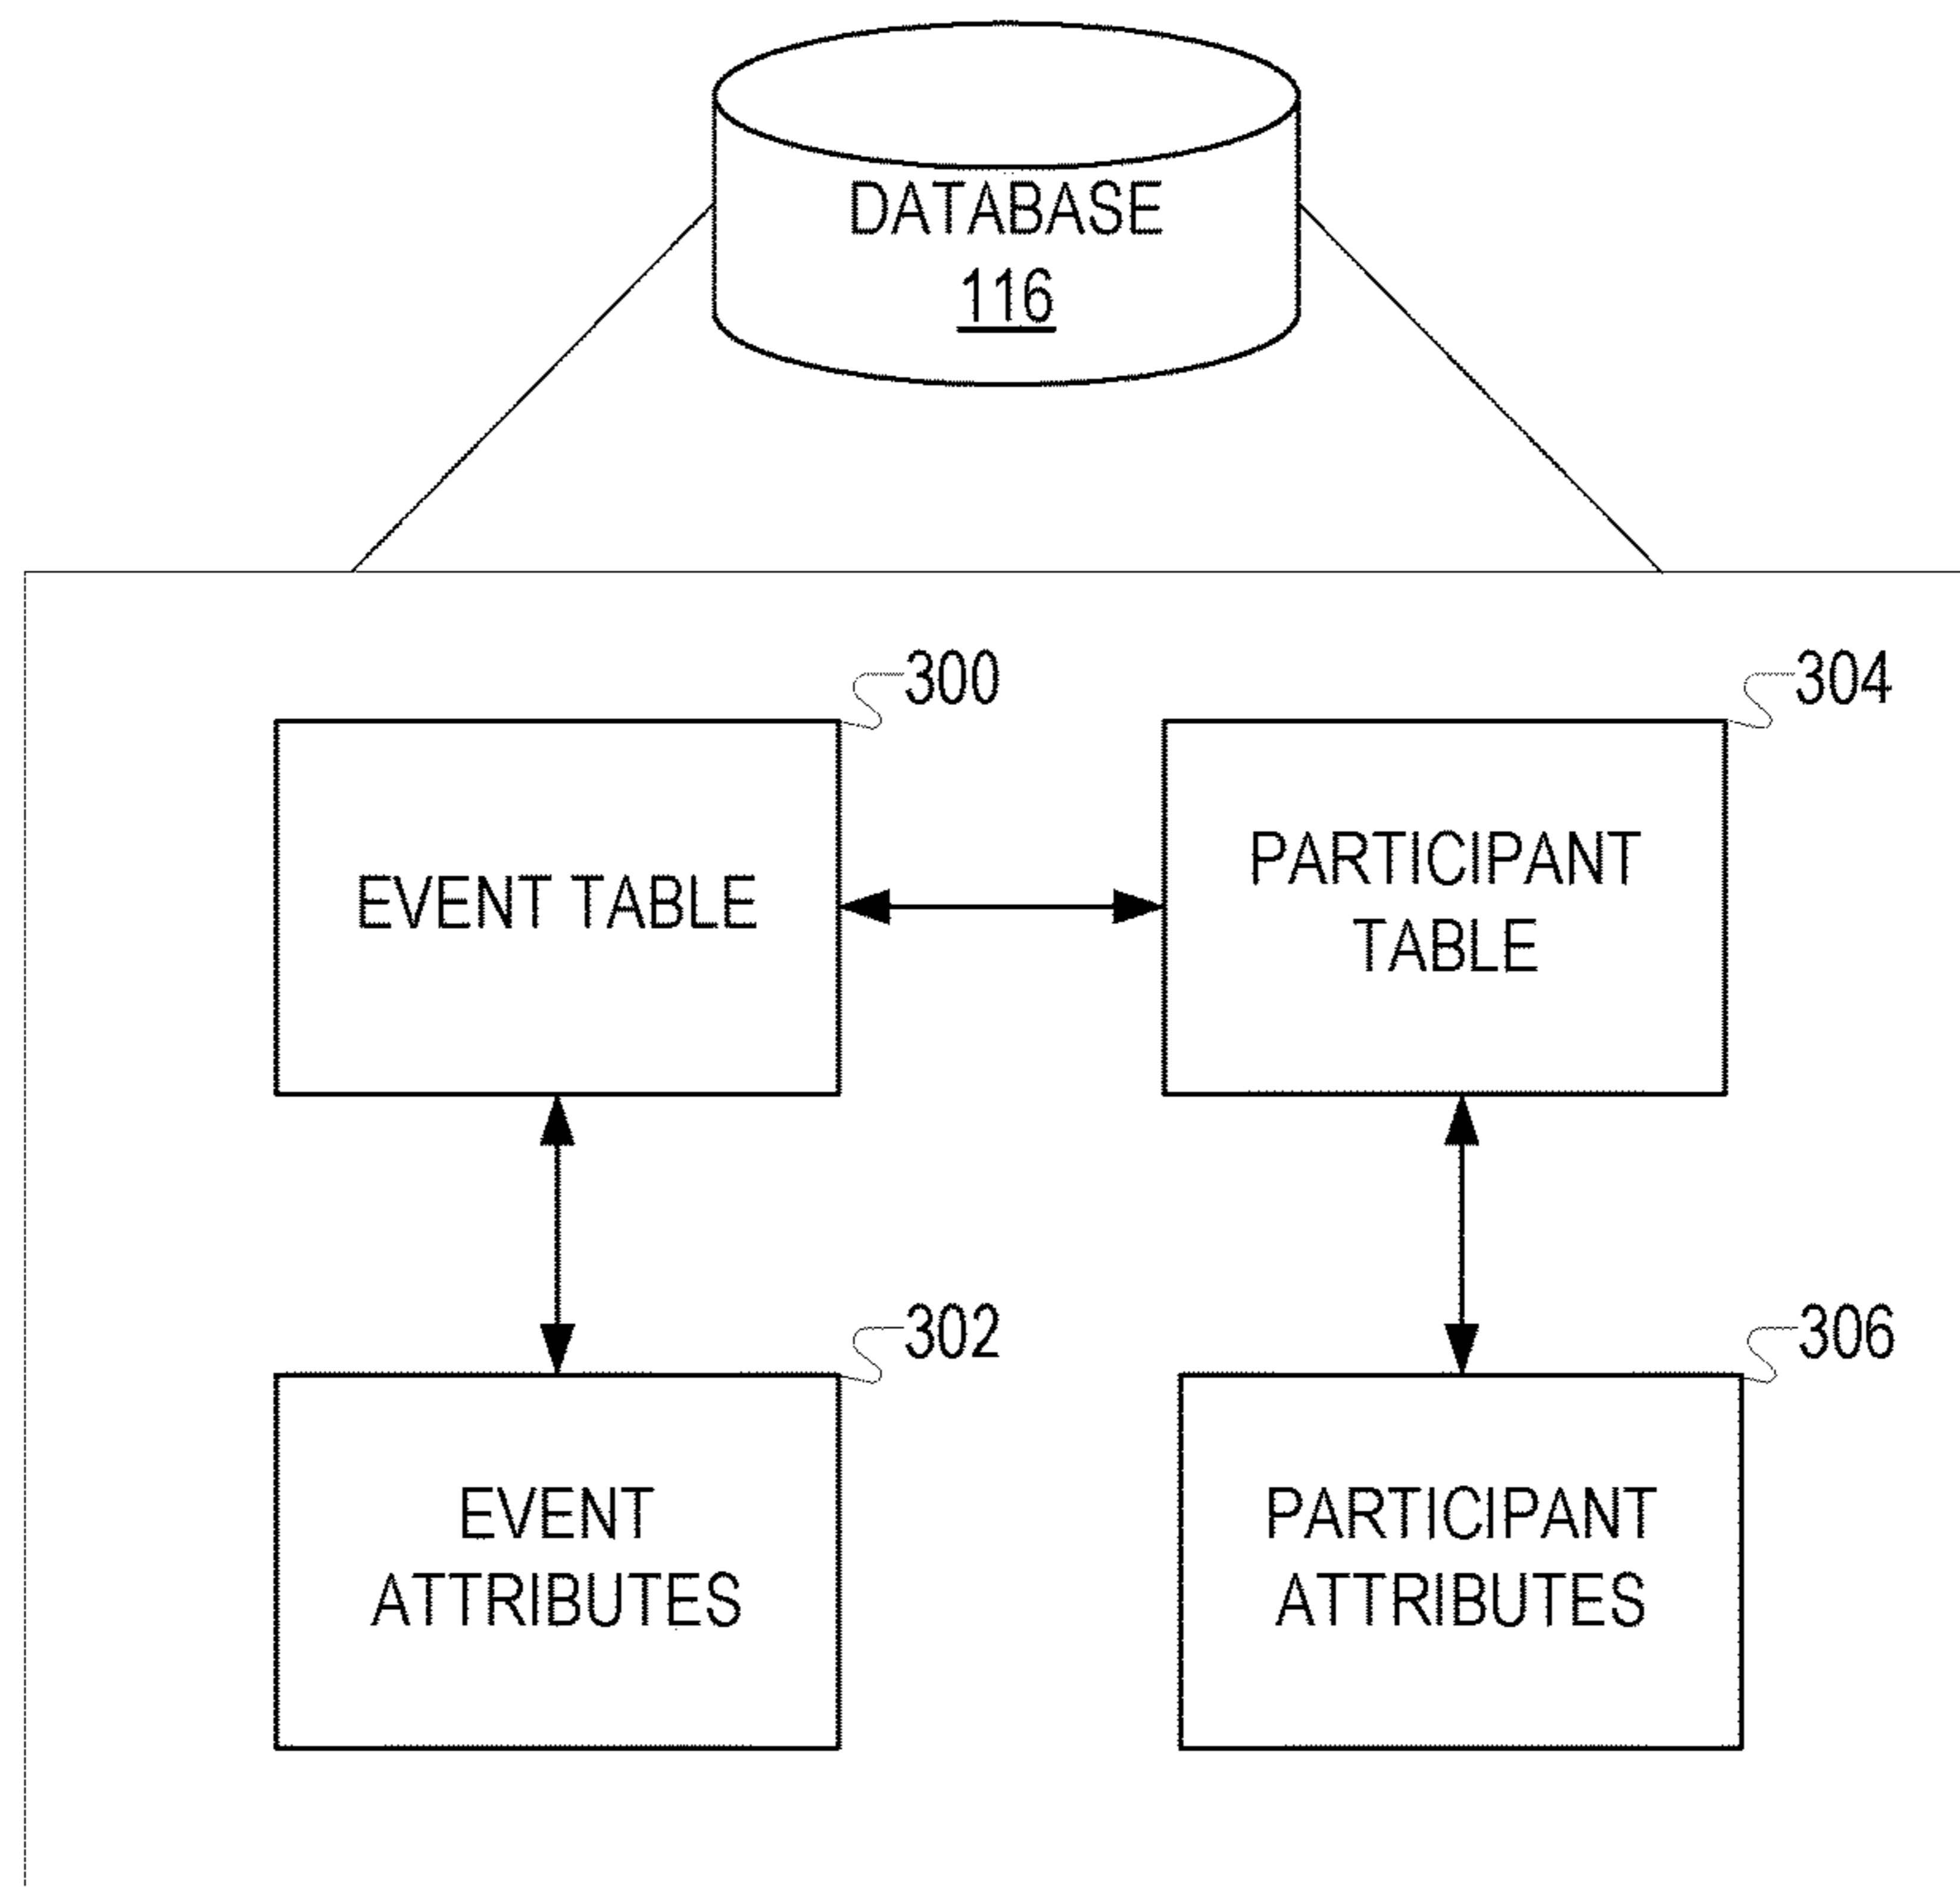 DATABASE
116
300
304
EVENT TABLE
PARTICIPANT
TABLE
302
306
EVENT
ATTRIBUTES
PARTICIPANT
ATTRIBUTES